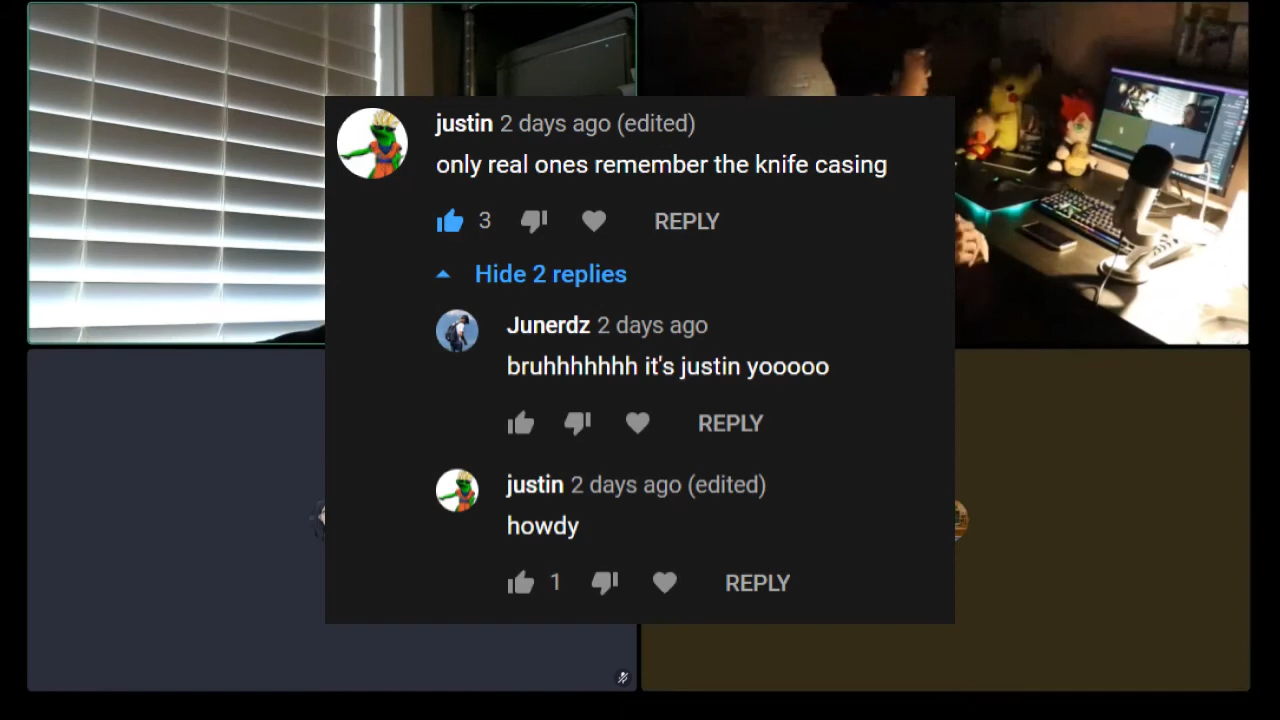 justin 2 days ago (edited)
only real ones remember the knife casing
3 REPLY
Hide 2 replies
Junerdz 2 days ago
bruhhhhhhh it's justin yooooo
REPLY
justin 2 days ago (edited)
howdy
1 REPLY